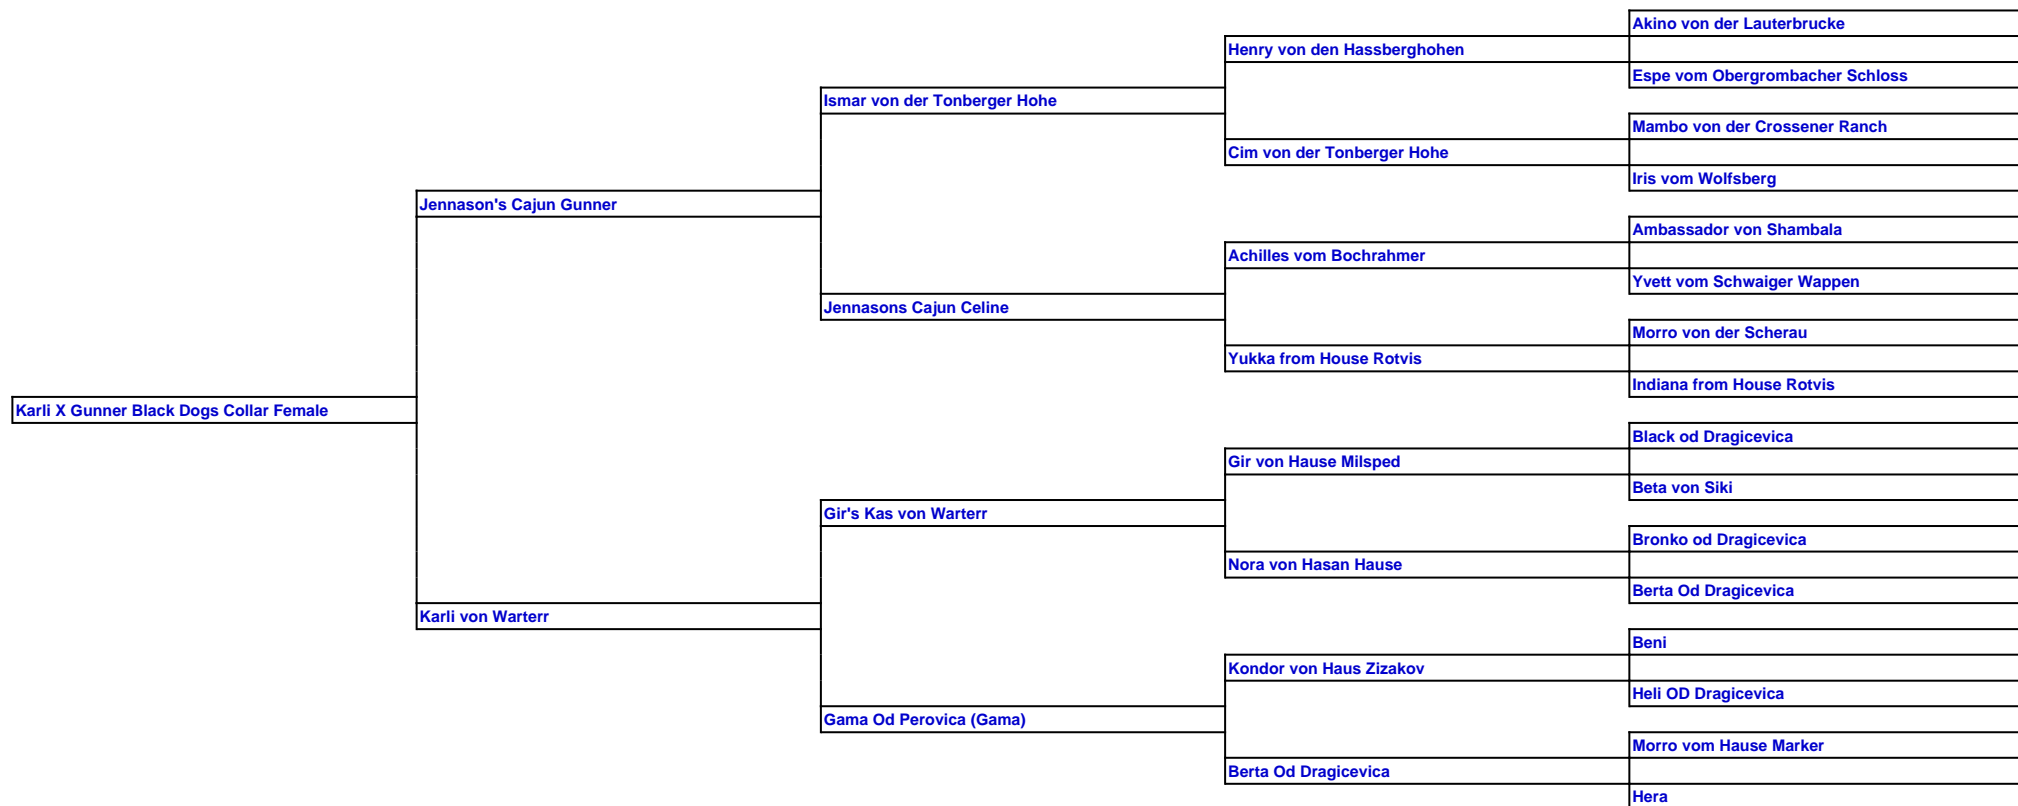 Akino von der Lauterbrucke
Henry von den Hassberghohen
Espe vom Obergrombacher Schloss
Ismar von der Tonberger Hohe
Mambo von der Crossener Ranch
Cim von der Tonberger Hohe
Iris vom Wolfsberg
Jennason's Cajun Gunner
Ambassador von Shambala
Achilles vom Bochrahmer
Yvett vom Schwaiger Wappen
Jennasons Cajun Celine
Morro von der Scherau
Yukka from House Rotvis
Indiana from House Rotvis
Karli X Gunner Black Dogs Collar Female
Black od Dragicevica
Gir von Hause Milsped
Beta von Siki
Gir's Kas von Warterr
Bronko od Dragicevica
Nora von Hasan Hause
Berta Od Dragicevica
Karli von Warterr
Beni
Kondor von Haus Zizakov
Heli OD Dragicevica
Gama Od Perovica (Gama)
Morro vom Hause Marker
Berta Od Dragicevica
Hera